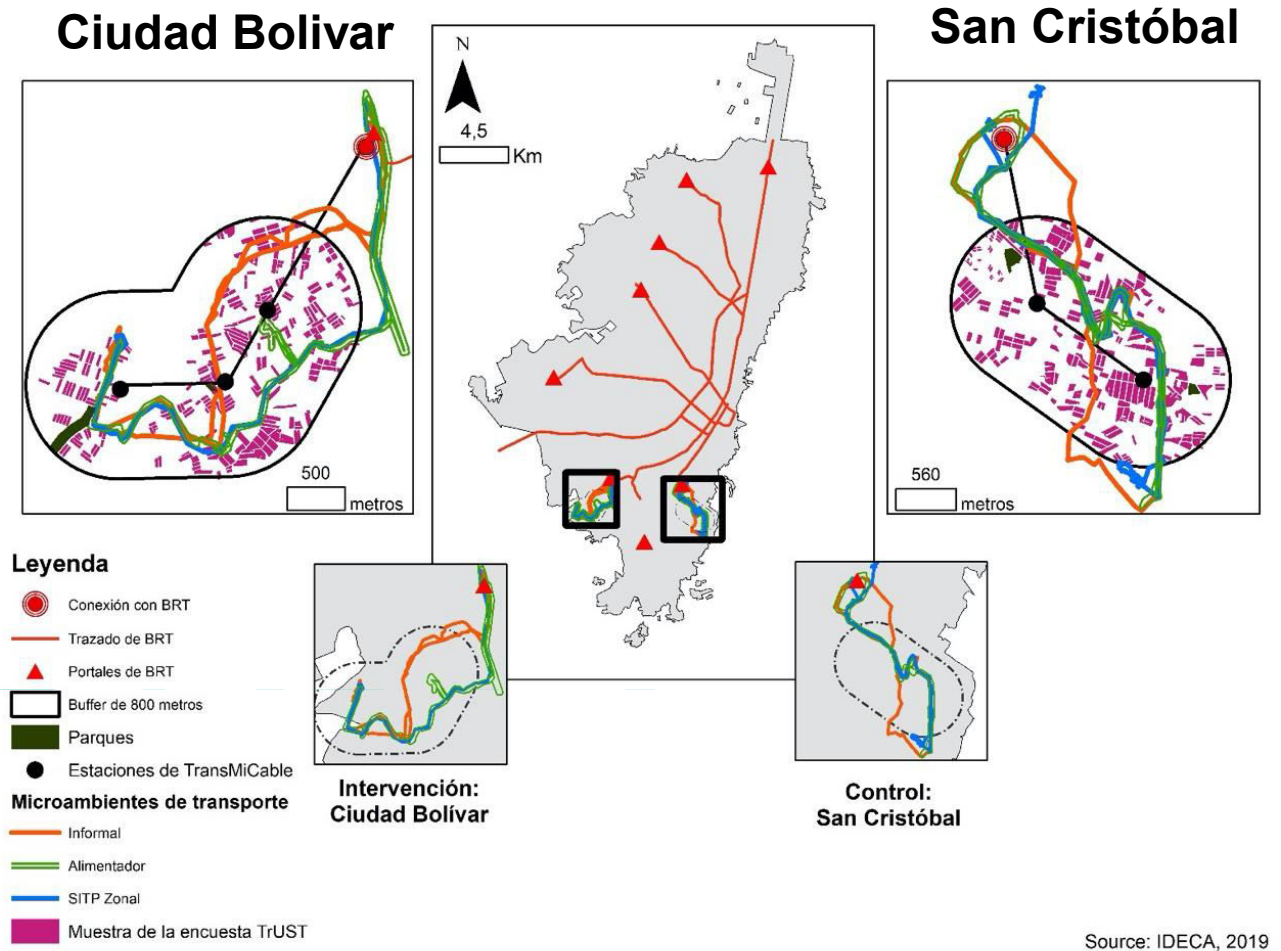 Ciudad Bolivar
San Cristóbal
N
4,5
Km
500
metros
560
metros
Leyenda
Conexión con BRT
Trazado de BRT
Portales de BRT
Buffer de 800 metros
Parques
Estaciones de TransMiCable
Microambientes de transporte
Informal
Alimentador
SITP Zonal
Muestra de la encuesta TrUST
Intervención:
Ciudad Bolívar
Control:
San Cristóbal
Source: IDECA, 2019